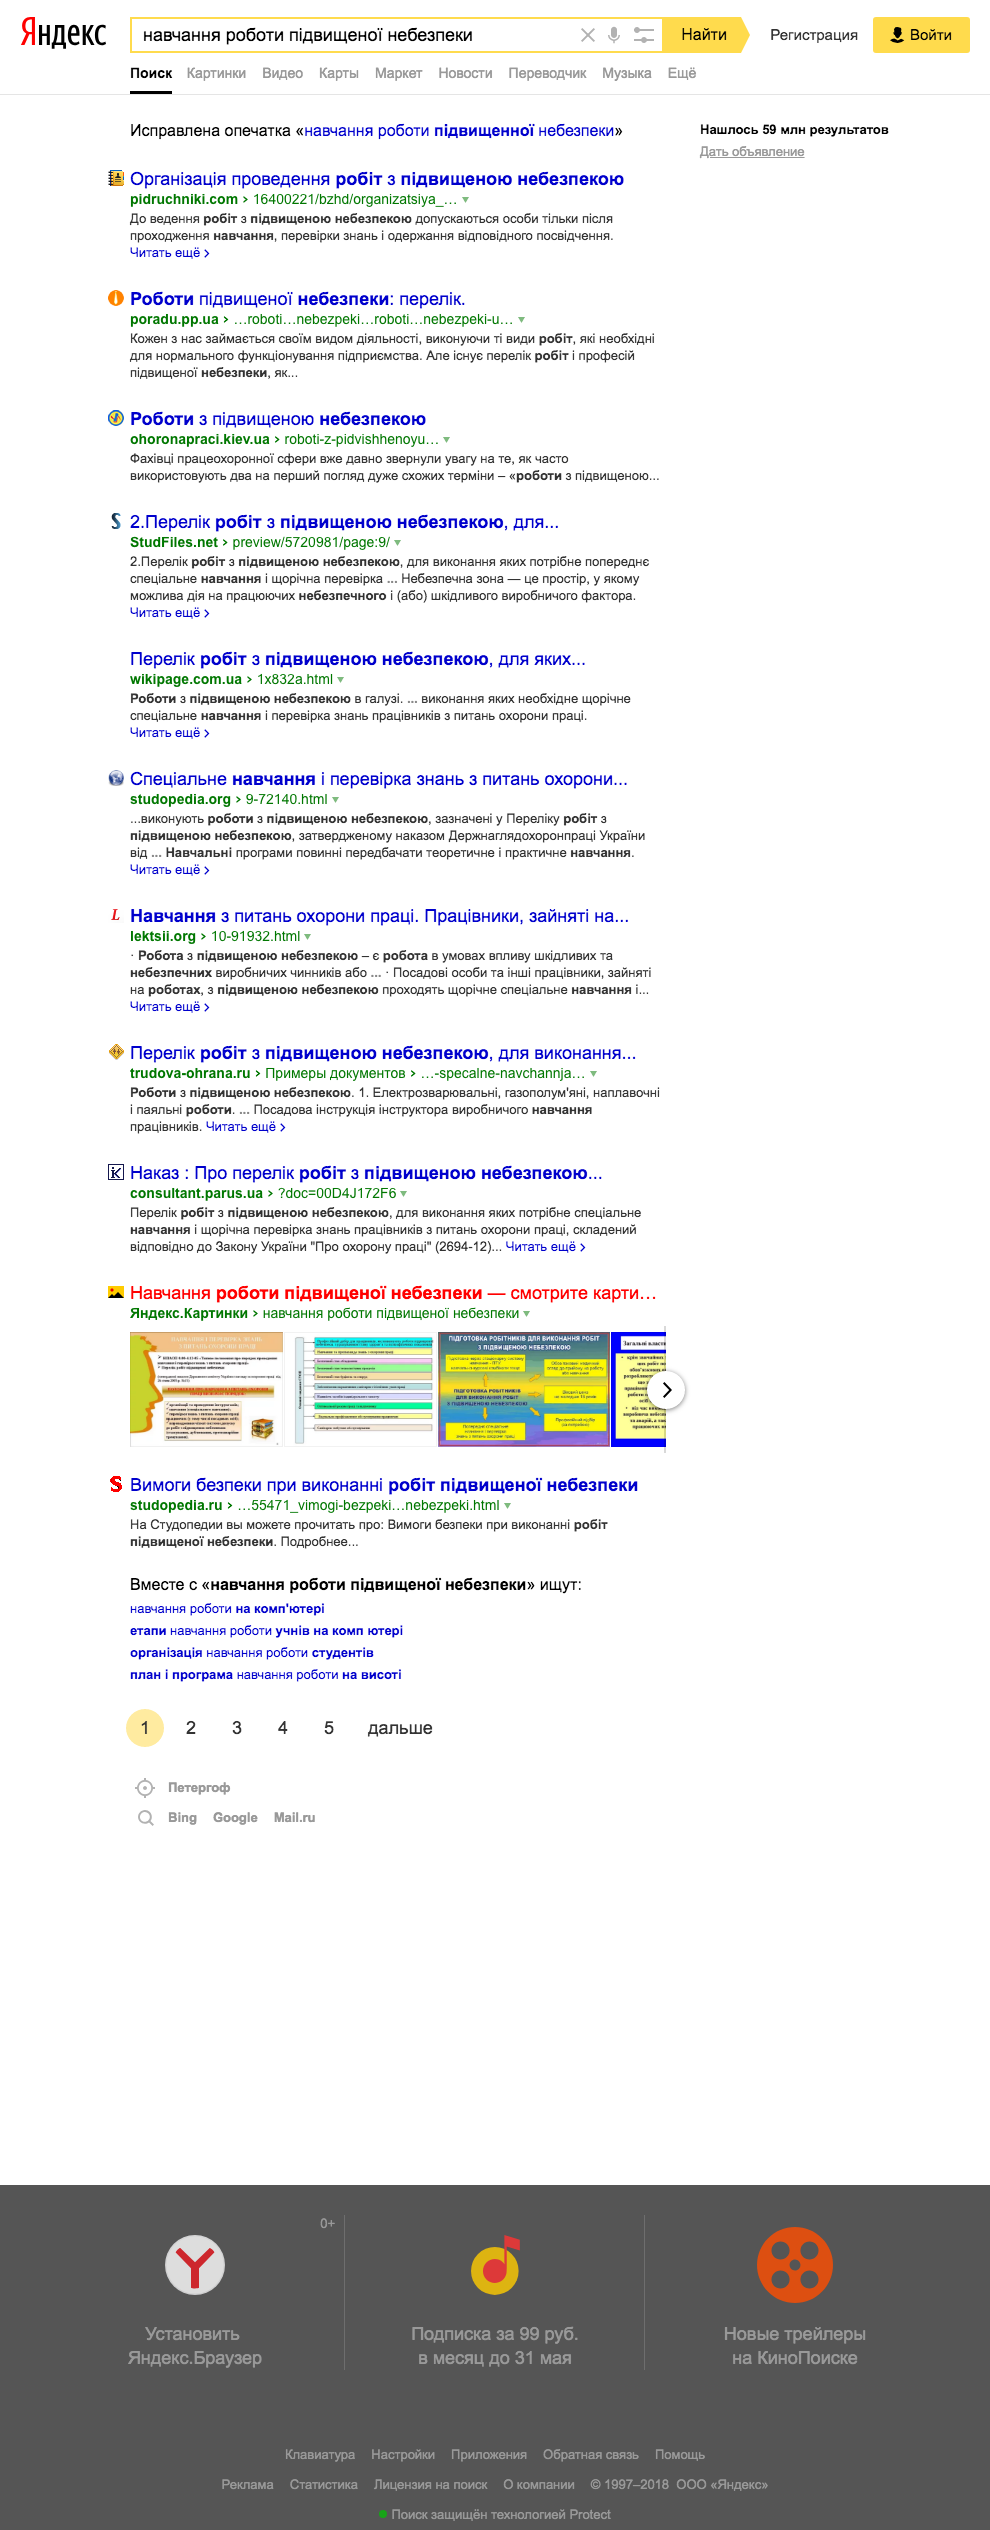 Яндекс
навчання роботи підвищеної небезпеки
Найти
Регистрация
Войти
Поиск Картинки Видео Карты Маркет Новости Переводчик Музыка Ещё
Исправлена опечатка «навчання роботи підвищенної небезпеки»
Нашлось 59 млн результатов
Дать объявление
Організація проведення робіт з підвищеною небезпекою
pidruchniki.com › 16400221/bzhd/organizatsiya_...
До ведення робіт з підвищеною небезпекою допускаються особи тільки після
проходження навчання, перевірки знань і одержання відповідного посвідчення.
Читать ещё ›
Роботи підвищеної небезпеки: перелік.
poradu.pp.ua › ...roboti...nebezpeki...roboti...nebezpeki-u...
Кожен з нас займається своїм видом діяльності, виконуючи ті види робіт, які необхідні
для нормального функціонування підприємства. Але існує перелік робіт і професій
підвищеної небезпеки, як...
Роботи з підвищеною небезпекою
ohoronapraci.kiev.ua › roboti-z-pidvishhenoyu...
Фахівці працеохоронної сфери вже давно звернули увагу на те, як часто
використовують два на перший погляд дуже схожих терміни – «роботи з підвищеною...
2.Перелік робіт з підвищеною небезпекою, для...
StudFiles.net › preview/5720981/page:9/
2.Перелік робіт з підвищеною небезпекою, для виконання яких потрібне попереднє
спеціальне навчання і щорічна перевірка ... Небезпечна зона — це простір, у якому
можлива дія на працюючих небезпечного і (або) шкідливого виробничого фактора.
Читать ещё ›
Перелік робіт з підвищеною небезпекою, для яких...
wikipage.com.ua › 1x832a.html
Роботи з підвищеною небезпекою в галузі. ... виконання яких необхідне щорічне
спеціальне навчання і перевірка знань працівників з питань охорони праці.
Читать ещё ›
Спеціальне навчання і перевірка знань з питань охорони...
studopedia.org › 9-72140.html
...виконують роботи з підвищеною небезпекою, зазначені у Переліку робіт з
підвищеною небезпекою, затвердженому наказом Держнаглядохоронпраці України
від ... Навчальні програми повинні передбачати теоретичне і практичне навчання.
Читать ещё ›
Навчання з питань охорони праці. Працівники, зайняті на...
lektsii.org › 10-91932.html
· Робота з підвищеною небезпекою – є робота в умовах впливу шкідливих та
небезпечних виробничих чинників або ... · Посадові особи та інші працівники, зайняті
на роботах, з підвищеною небезпекою проходять щорічне спеціальне навчання і...
Читать ещё ›
Перелік робіт з підвищеною небезпекою, для виконання...
trudova-ohrana.ru › Примеры документов › ...-specalne-navchannja...
Роботи з підвищеною небезпекою. 1. Електрозварювальні, газополум'яні, наплавочні
і паяльні роботи. ... Посадова інструкція інструктора виробничого навчання
працівників. Читать ещё ›
Наказ : Про перелік робіт з підвищеною небезпекою...
consultant.parus.ua › ?doc=00D4J172F6
Перелік робіт з підвищеною небезпекою, для виконання яких потрібне спеціальне
навчання і щорічна перевірка знань працівників з питань охорони праці, складений
відповідно до Закону України "Про охорону праці" (2694-12)... Читать ещё ›
Навчання роботи підвищеної небезпеки — смотрите карти...
Яндекс.Картинки › навчання роботи підвищеної небезпеки
ПІДГОТОВКА РОБІТНИКІВ ДЛЯ ВИКОНАННЯ РОБІТ
З ПІДВИЩЕНОЮ НЕБЕЗПЕКОЮ
Вимоги безпеки при виконанні робіт підвищеної небезпеки
studopedia.ru › ...55471_vimogi-bezpeki...nebezpeki.html
На Студопедии вы можете прочитать про: Вимоги безпеки при виконанні робіт
підвищеної небезпеки. Подробнее...
Вместе с «навчання роботи підвищеної небезпеки» ищут:
навчання роботи на комп'ютері
етапи навчання роботи учнів на комп ютері
організація навчання роботи студентів
план і програма навчання роботи на висоті
1 2 3 4 5 дальше
Петергоф
Bing Google Mail.ru
0+
Установить
Яндекс.Браузер
Подписка за 99 руб.
в месяц до 31 мая
Новые трейлеры
на КиноПоиске
Клавиатура Настройки Приложения Обратная связь Помощь
Реклама Статистика Лицензия на поиск О компании © 1997–2018 ООО «Яндекс»
Поиск защищён технологией Protect